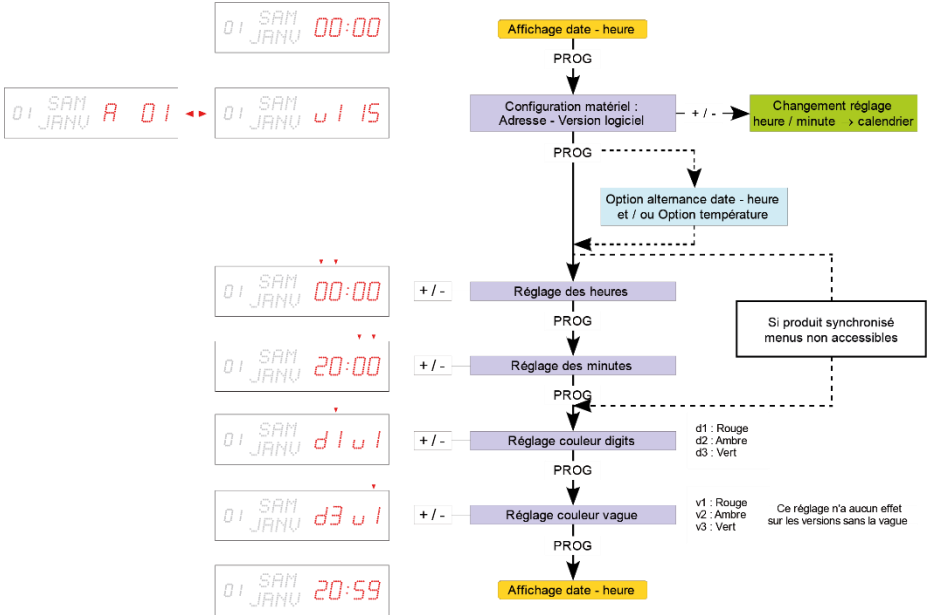 01 SAM JANV 00:00
Affichage date - heure
PROG
01 SAM JANV A 01
01 SAM JANV v1 15
Configuration matériel :
Adresse - Version logiciel
+ / -
Changement réglage
heure / minute → calendrier
PROG
Option alternance date - heure
et / ou Option température
01 SAM JANV 00:00
+ / -
Réglage des heures
PROG
Si produit synchronisé
menus non accessibles
01 SAM JANV 20:00
+ / -
Réglage des minutes
PROG
01 SAM JANV d1 v1
+ / -
Réglage couleur digits
d1 : Rouge
d2 : Ambre
d3 : Vert
PROG
01 SAM JANV d3 v1
+ / -
Réglage couleur vague
v1 : Rouge
v2 : Ambre
v3 : Vert
Ce réglage n'a aucun effet
sur les versions sans la vague
PROG
01 SAM JANV 20:59
Affichage date - heure